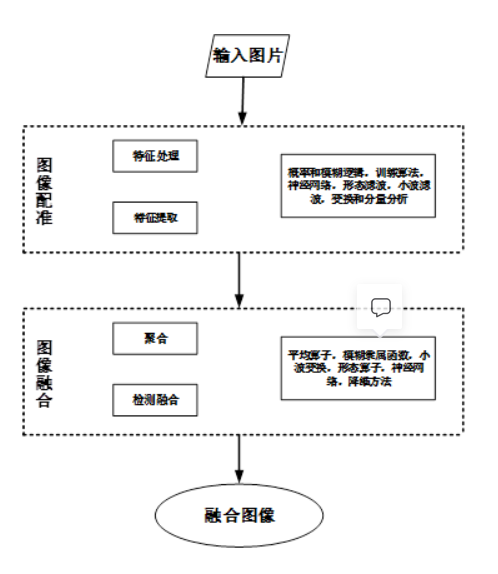 输入图片
图像配准
特征处理
特征提取
概率和模糊逻辑，训练算法，
神经网络，形态滤波，小波滤
波，变换和分量分析
图像融合
聚合
检测融合
平均算子，模糊隶属函数，小
波变换，形态算子，神经网
络，降维方法
融合图像